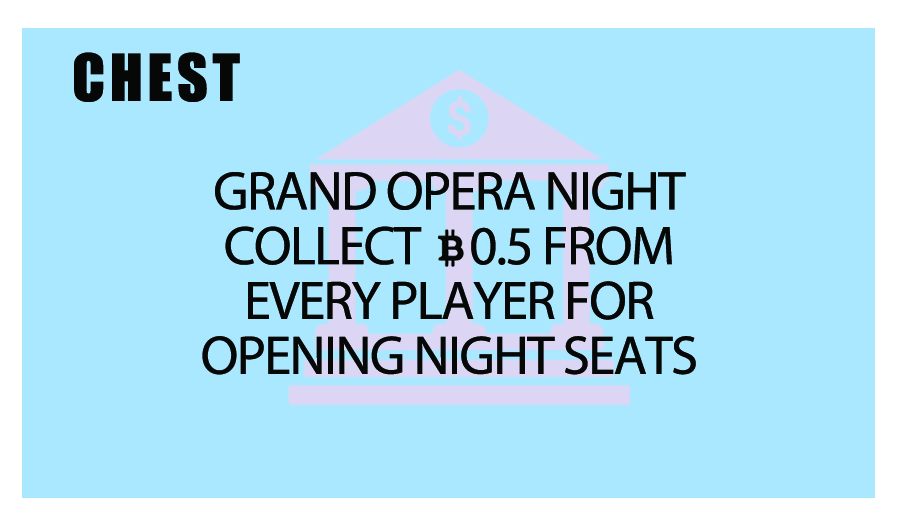 CHEST
GRAND OPERA NIGHT
COLLECT ₿0.5 FROM
EVERY PLAYER FOR
OPENING NIGHT SEATS